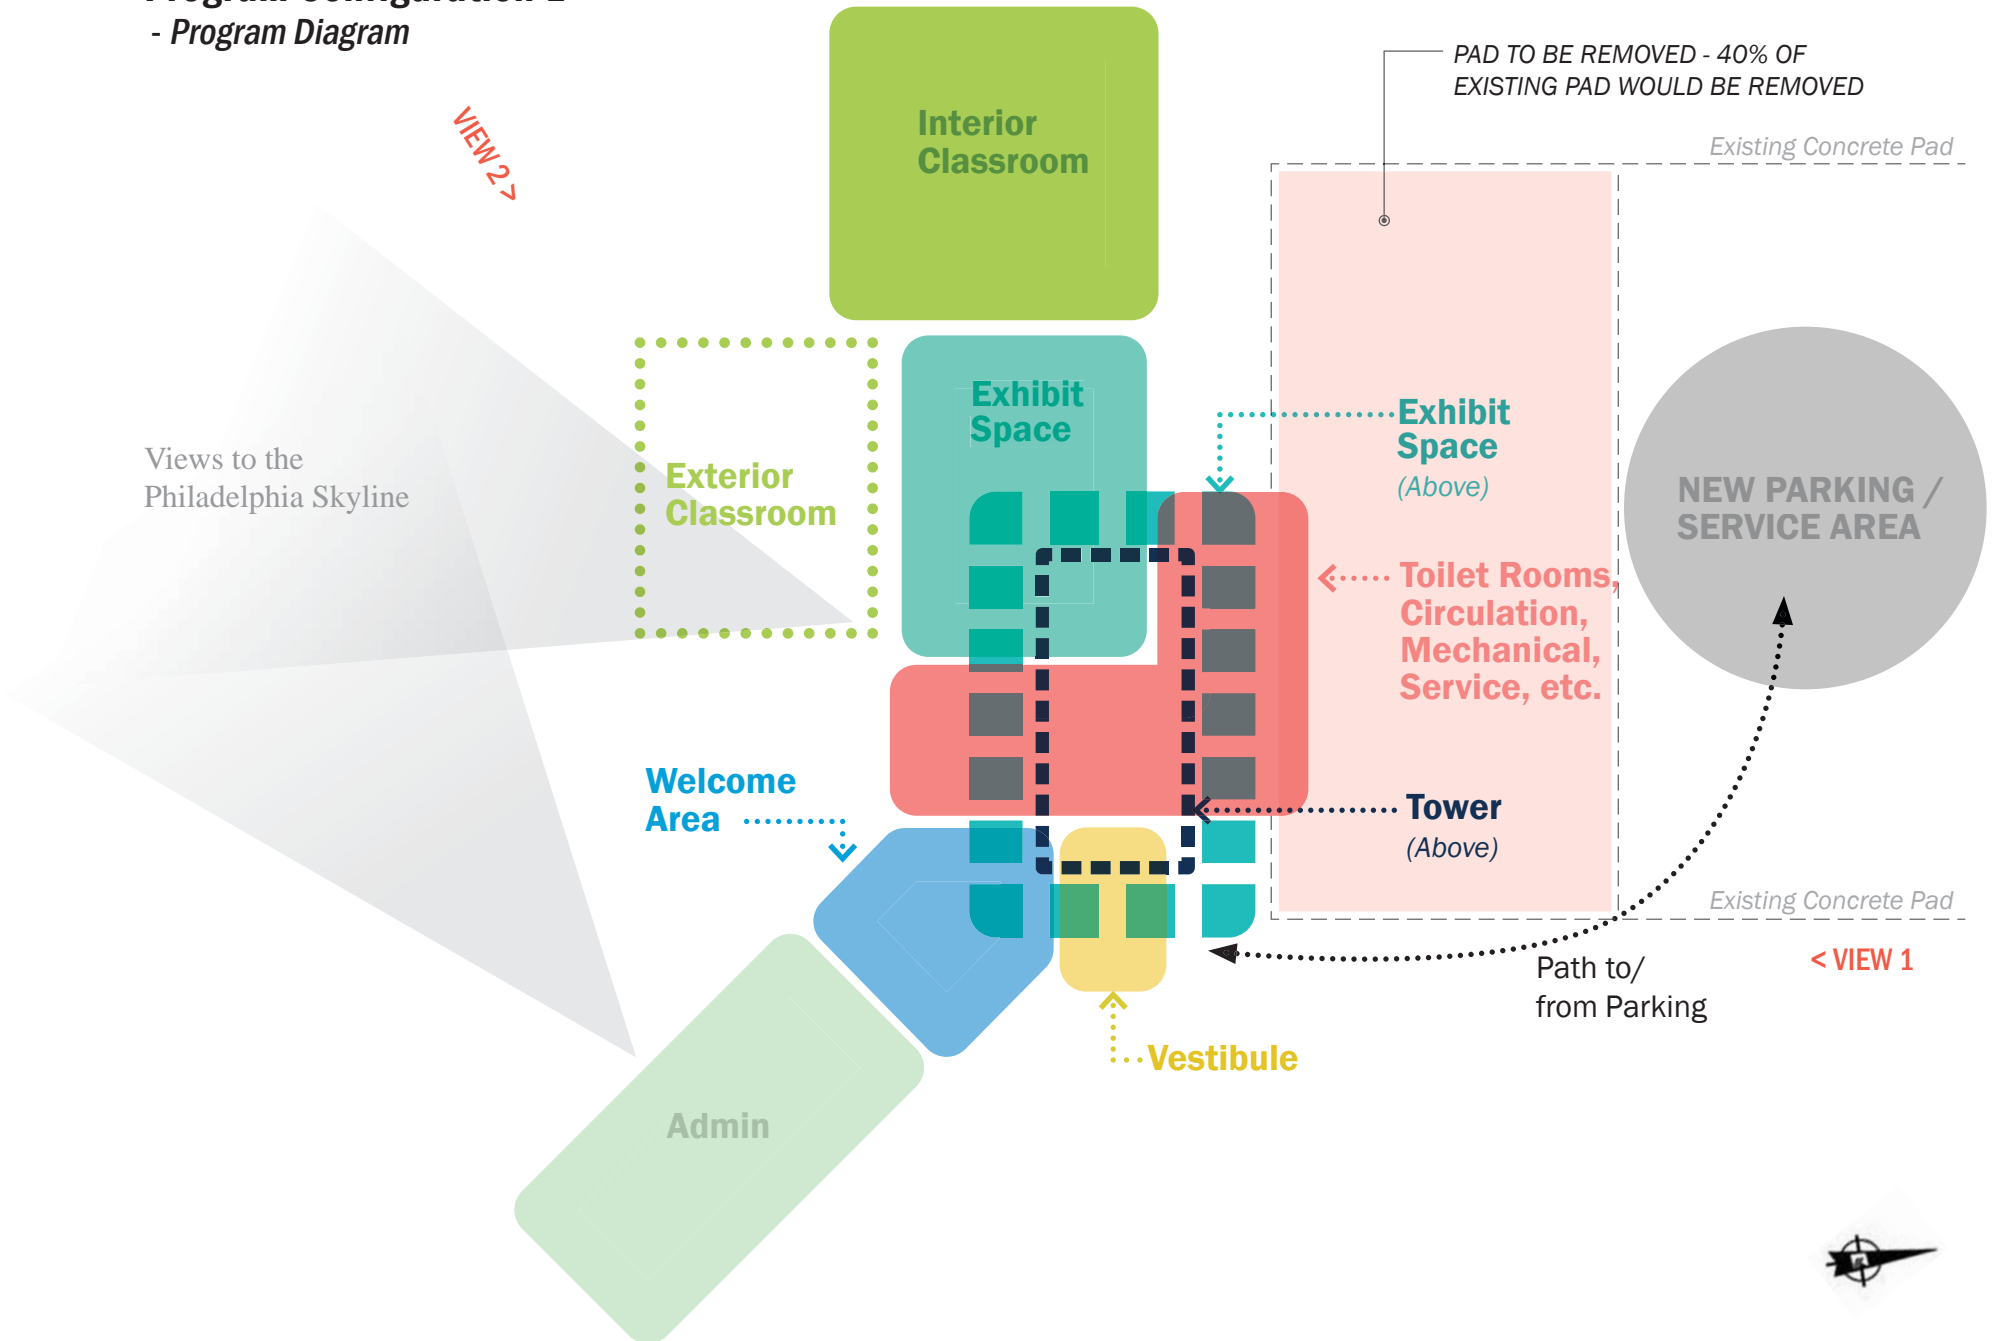 - Program Diagram
PAD TO BE REMOVED - 40% OF
EXISTING PAD WOULD BE REMOVED
VIEW 2 >
Interior
Classroom
Existing Concrete Pad
Exhibit
Space
Exhibit
Space
(Above)
Views to the
Philadelphia Skyline
Exterior
Classroom
NEW PARKING /
SERVICE AREA
Toilet Rooms,
Circulation,
Mechanical,
Service, etc.
Welcome
Area
Tower
(Above)
Existing Concrete Pad
< VIEW 1
Path to/
from Parking
Vestibule
Admin